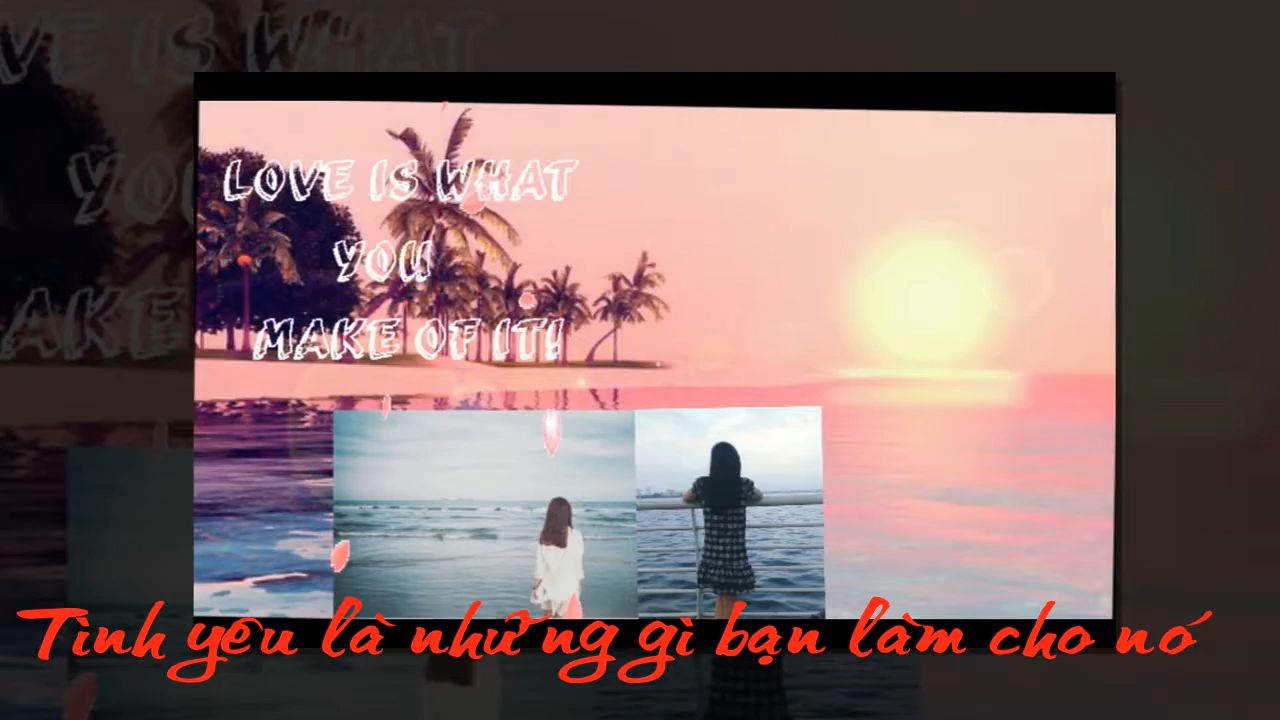 LOVE IS WHAT
YOU
MAKE OF IT!
Tình yêu là những gì bạn làm cho nó